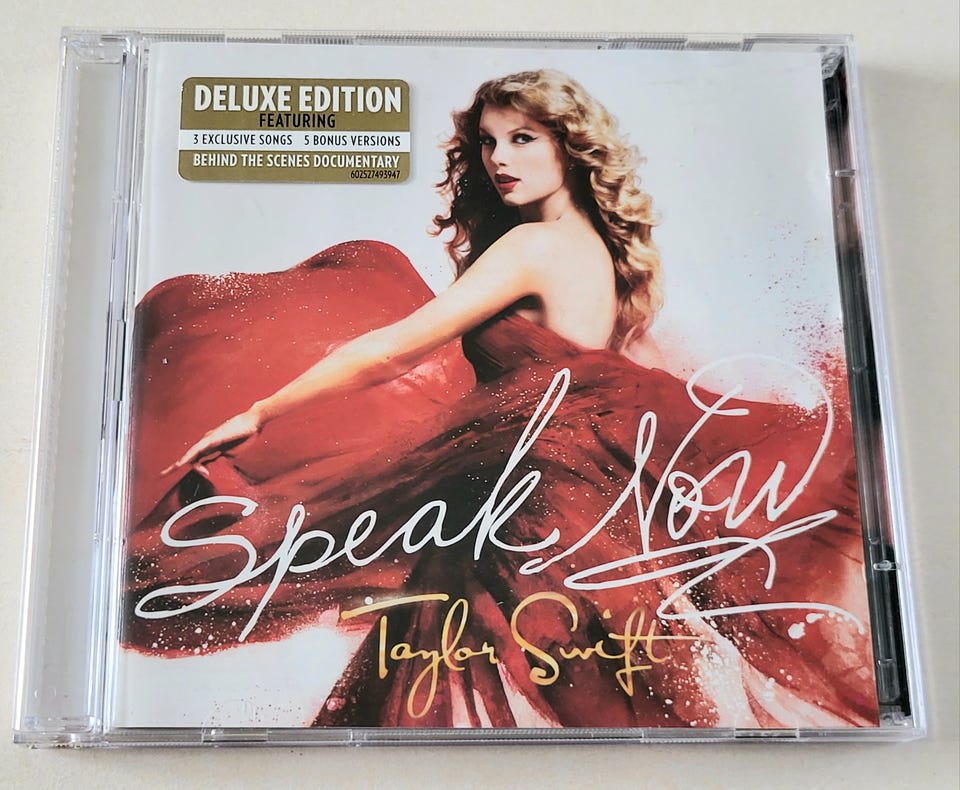 DELUXE EDITION
FEATURING
3 EXCLUSIVE SONGS 5 BONUS VERSIONS
BEHIND THE SCENES DOCUMENTARY
602527493947
Speak Now
Taylor Swift